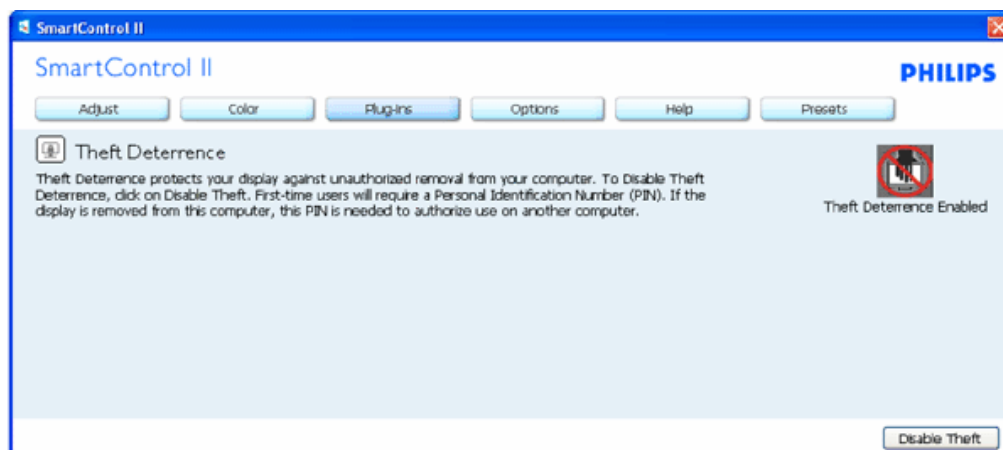 SmartControl II
SmartControl II
PHILIPS
Adjust
Color
Plug-Ins
Options
Help
Presets
Theft Deterrence
Theft Deterrence protects your display against unauthorized removal from your computer. To Disable Theft
Deterrence, click on Disable Theft. First-time users will require a Personal Identification Number (PIN). If the
display is removed from this computer, this PIN is needed to authorize use on another computer.
Theft Deterrence Enabled
Disable Theft